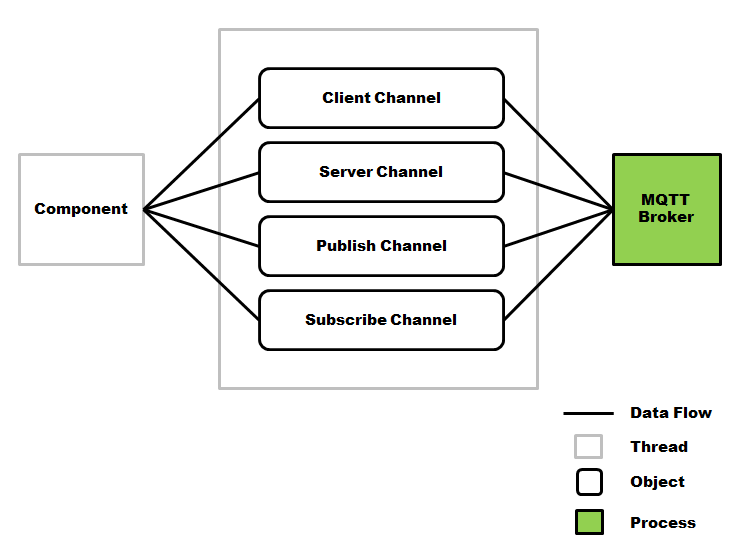 Client Channel
Server Channel
Component
MQTT
Broker
Publish Channel
Subscribe Channel
Data Flow
Thread
Object
Process